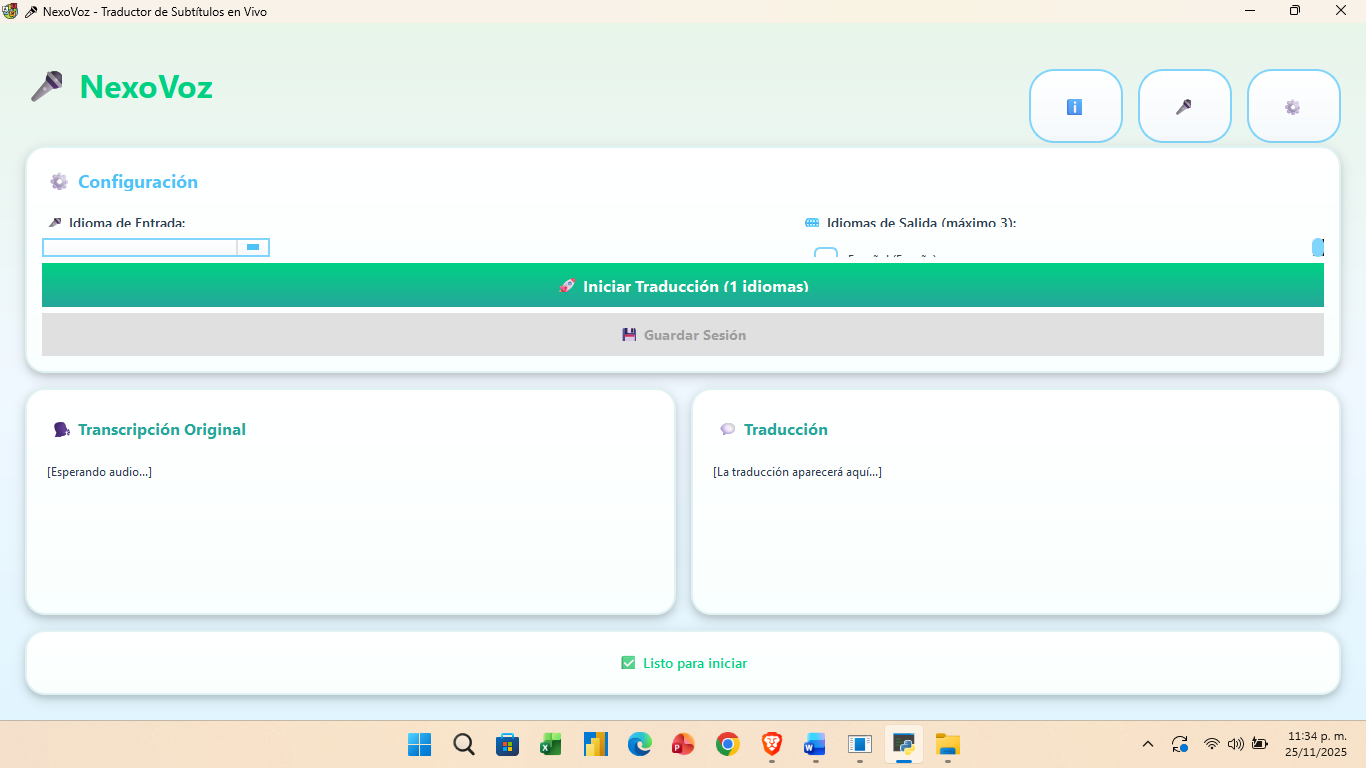 NexoVoz - Traductor de Subtítulos en Vivo
NexoVoz
Configuración
Idioma de Entrada:
Idiomas de Salida (máximo 3):
Español (España)
Iniciar Traducción (1 idiomas)
Guardar Sesión
Transcripción Original
[Esperando audio...]
Traducción
[La traducción aparecerá aquí...]
Listo para iniciar
11:34 p. m.
25/11/2025